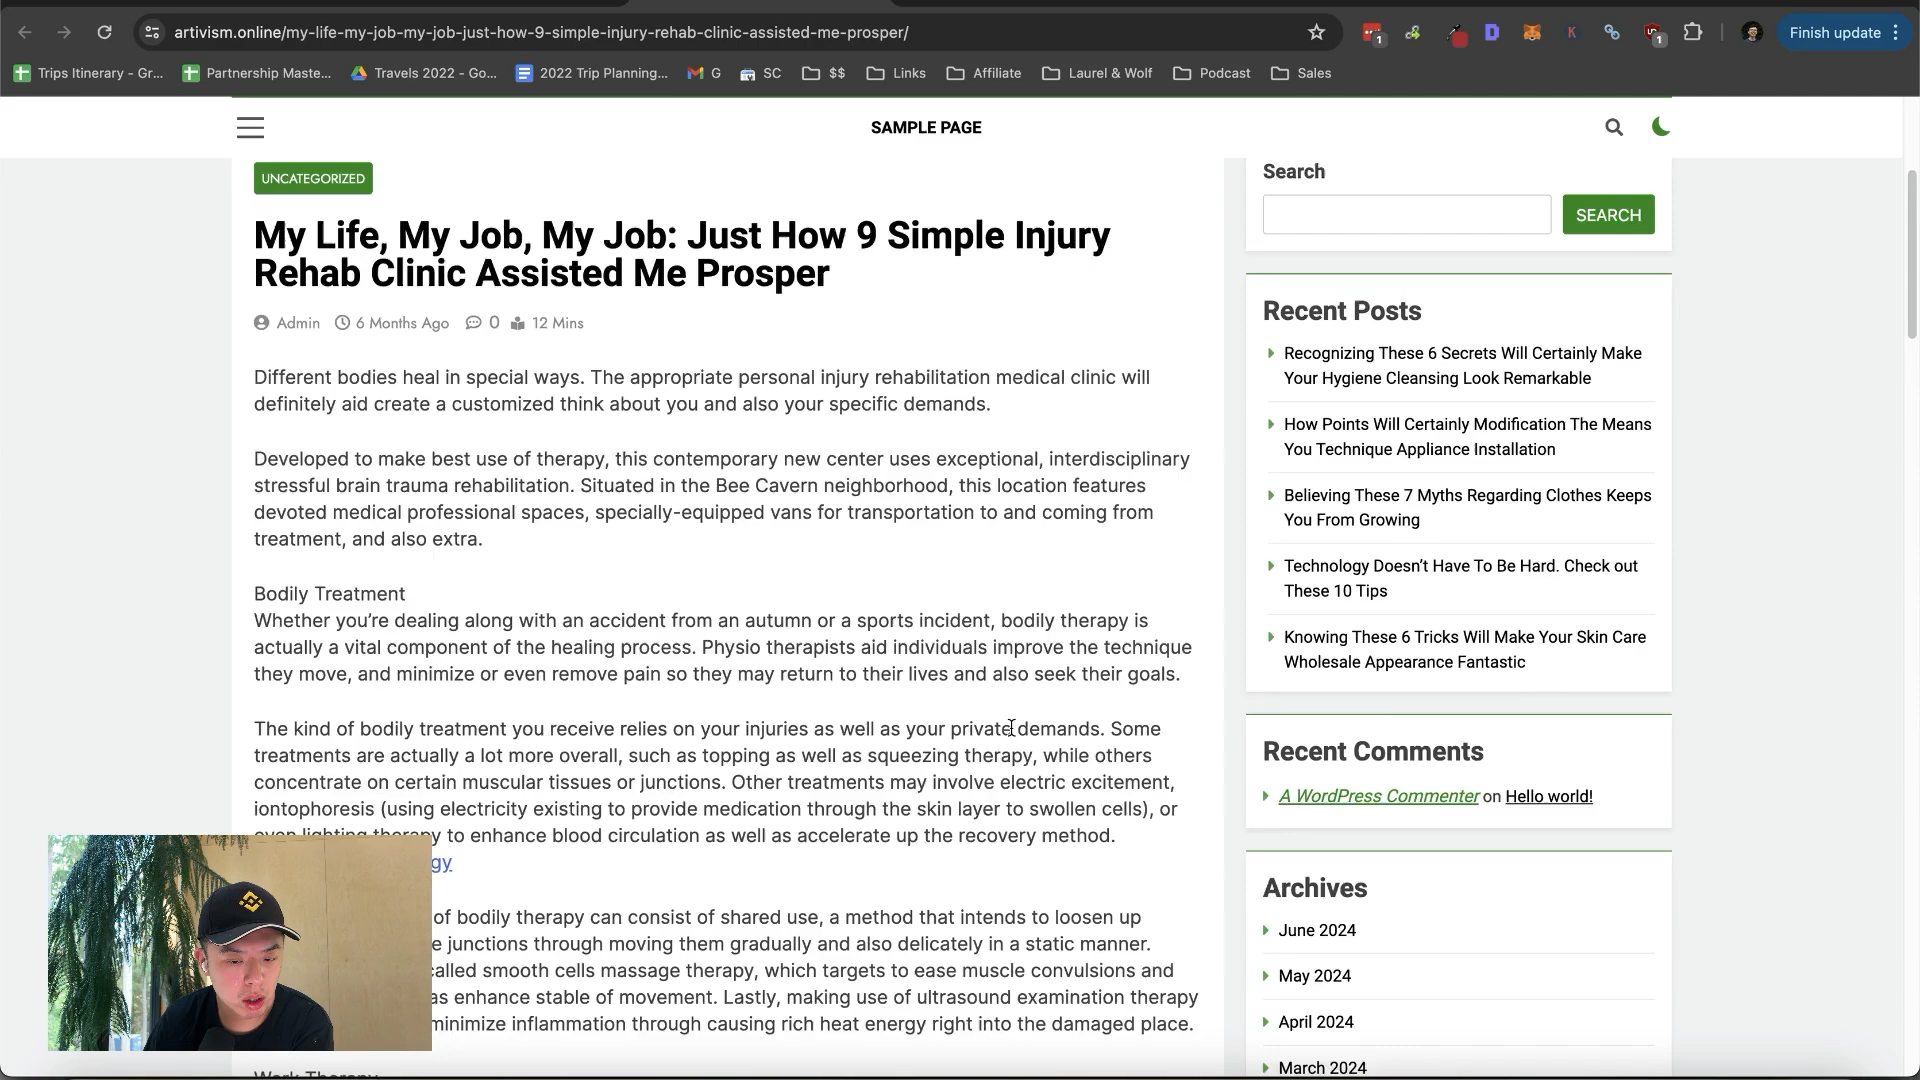 artivism.online/my-life-my-job-my-job-just-how-9-simple-injury-rehab-clinic-assisted-me-prosper/
1
K
1
Finish update
Trips Itinerary - Gr...
Partnership Maste...
Travels 2022 - Go...
2022 Trip Planning...
G
SC
$$
Links
Affiliate
Laurel & Wolf
Podcast
Sales
SAMPLE PAGE
UNCATEGORIZED
My Life, My Job, My Job: Just How 9 Simple Injury
Rehab Clinic Assisted Me Prosper
Admin 6 Months Ago 0 12 Mins
Different bodies heal in special ways. The appropriate personal injury rehabilitation medical clinic will
definitely aid create a customized think about you and also your specific demands.
Developed to make best use of therapy, this contemporary new center uses exceptional, interdisciplinary
stressful brain trauma rehabilitation. Situated in the Bee Cavern neighborhood, this location features
devoted medical professional spaces, specially-equipped vans for transportation to and coming from
treatment, and also extra.
Bodily Treatment
Whether you’re dealing along with an accident from an autumn or a sports incident, bodily therapy is
actually a vital component of the healing process. Physio therapists aid individuals improve the technique
they move, and minimize or even remove pain so they may return to their lives and also seek their goals.
The kind of bodily treatment you receive relies on your injuries as well as your private demands. Some
treatments are actually a lot more overall, such as topping as well as squeezing therapy, while others
concentrate on certain muscular tissues or junctions. Other treatments may involve electric excitement,
iontophoresis (using electricity existing to provide medication through the skin layer to swollen cells), or
even lighting therapy to enhance blood circulation as well as accelerate up the recovery method.
gy
of bodily therapy can consist of shared use, a method that intends to loosen up
e junctions through moving them gradually and also delicately in a static manner.
called smooth cells massage therapy, which targets to ease muscle convulsions and
as enhance stable of movement. Lastly, making use of ultrasound examination therapy
minimize inflammation through causing rich heat energy right into the damaged place.
Search
SEARCH
Recent Posts
Recognizing These 6 Secrets Will Certainly Make
Your Hygiene Cleansing Look Remarkable
How Points Will Certainly Modification The Means
You Technique Appliance Installation
Believing These 7 Myths Regarding Clothes Keeps
You From Growing
Technology Doesn’t Have To Be Hard. Check out
These 10 Tips
Knowing These 6 Tricks Will Make Your Skin Care
Wholesale Appearance Fantastic
Recent Comments
A WordPress Commenter on Hello world!
Archives
June 2024
May 2024
April 2024
March 2024